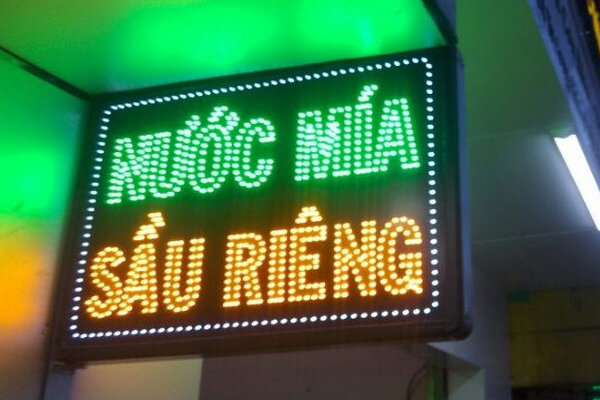 NƯỚC MÍA
SẦU RIÊNG